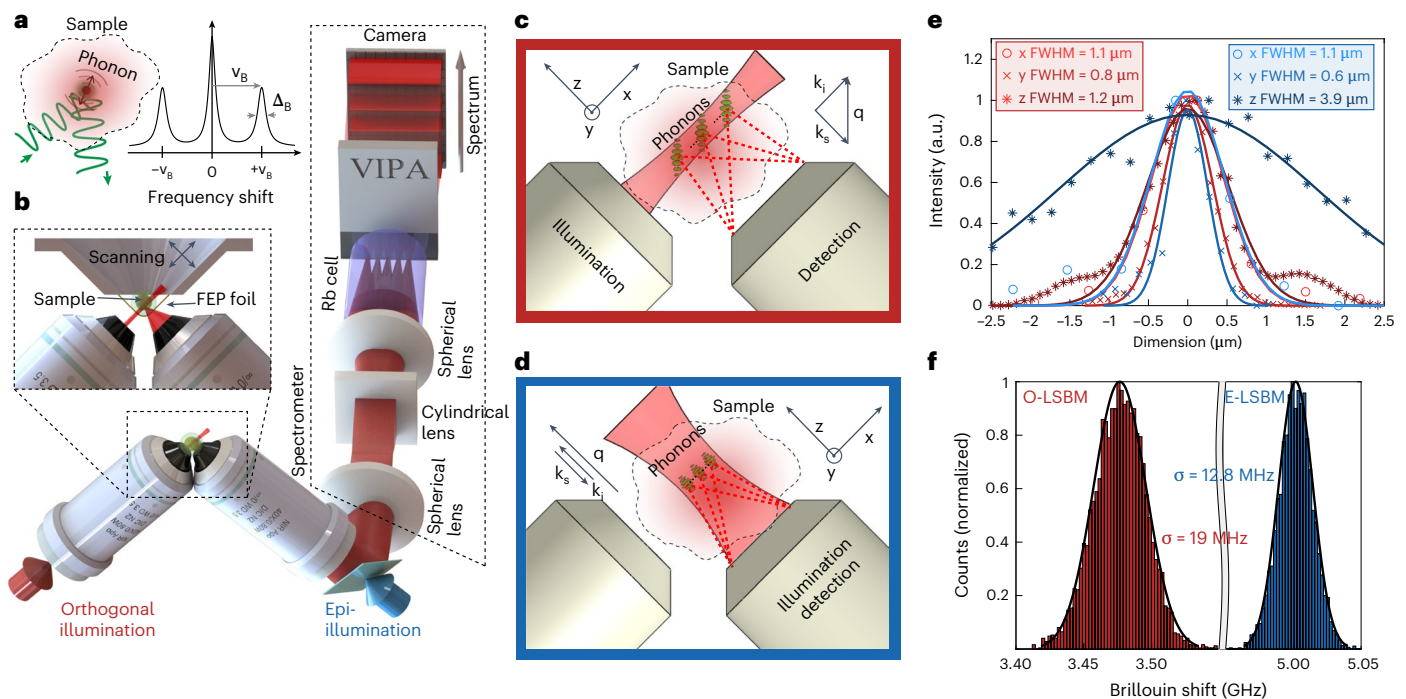 a
Sample
Phonon
ν_B
Δ_B
−ν_B
0
+ν_B
Frequency shift
b
Scanning
Sample
FEP foil
Orthogonal
illumination
Epi-
illumination
Camera
Spectrum
VIPA
Rb cell
Spherical
lens
Spectrometer
Cylindrical
lens
Spherical
lens
c
z
x
y
Sample
Phonons
k_i
q
k_s
Illumination
Detection
d
Sample
Phonons
q
k_s
k_i
z
x
y
Illumination
detection
e
x FWHM = 1.1 µm
y FWHM = 0.8 µm
z FWHM = 1.2 µm
x FWHM = 1.1 µm
y FWHM = 0.6 µm
z FWHM = 3.9 µm
Intensity (a.u.)
1.2
1.0
0.8
0.6
0.4
0.2
0
−2.5
−2
−1.5
−1
−0.5
0
0.5
1
1.5
2
2.5
Dimension (µm)
f
O-LSBM
E-LSBM
σ = 12.8 MHz
σ = 19 MHz
Counts (normalized)
1
0.8
0.6
0.4
0.2
3.40
3.45
3.50
5.00
5.05
Brillouin shift (GHz)